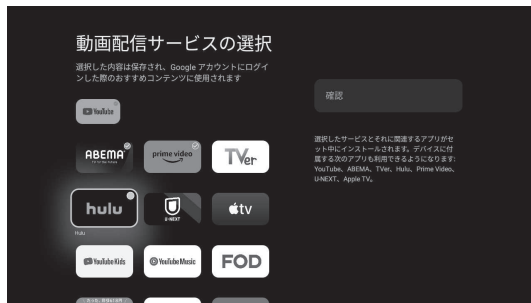 動画配信サービスの選択
選択した内容は保存され、Google アカウントにログイ
ンした際のおすすめコンテンツに使用されます
YouTube
ABEMA
prime video
TVer
hulu
U-NEXT
tv
Hulu
YouTube Kids
YouTube Music
FOD
確認
選択したサービスとそれに関連するアプリがセ
ット中にインストールされます。デバイスに付
属する次のアプリも利用できるようになります:
YouTube、ABEMA、TVer、Hulu、Prime Video、
U-NEXT、Apple TV。